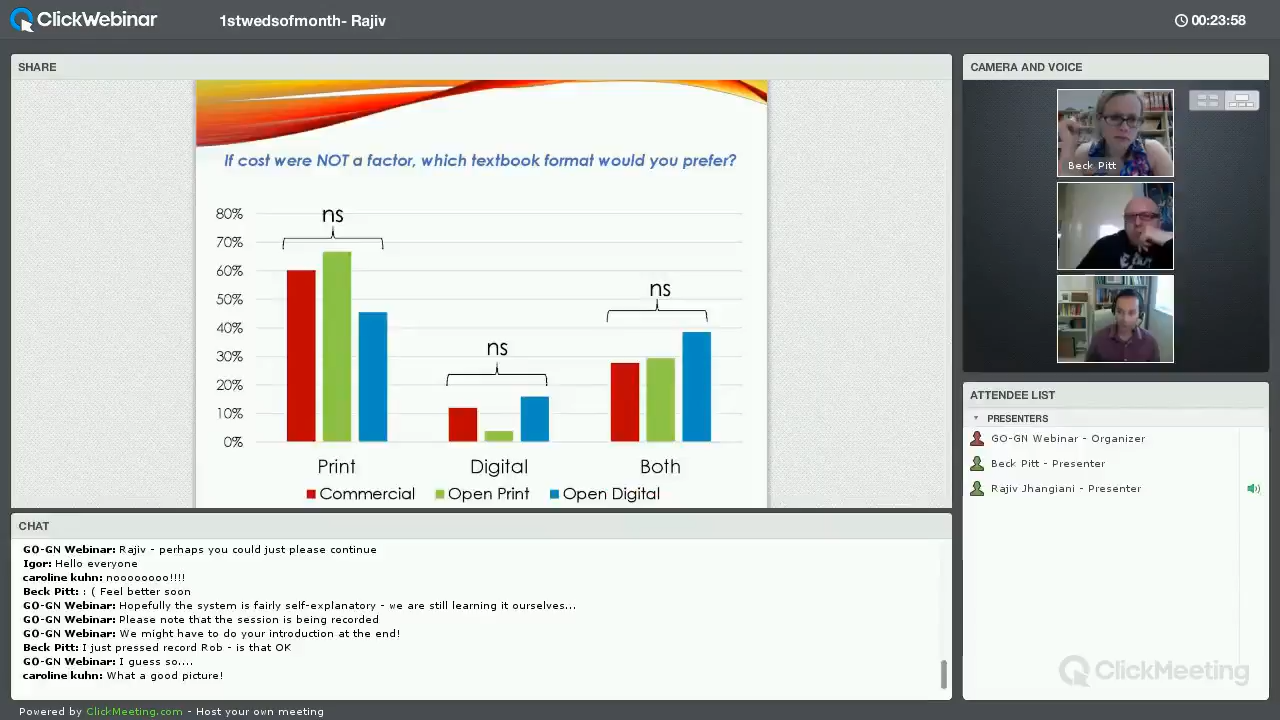 ClickWebinar
1stwedsofmonth- Rajiv
00:23:58
SHARE
If cost were NOT a factor, which textbook format would you prefer?
80%
70%
60%
50%
40%
30%
20%
10%
0%
ns
ns
ns
Print Digital Both
Commercial Open Print Open Digital
CHAT
GO-GN Webinar: Rajiv - perhaps you could just please continue
Igor: Hello everyone
caroline kuhn: noooooooo!!!!
Beck Pitt: : ( Feel better soon
GO-GN Webinar: Hopefully the system is fairly self-explanatory - we are still learning it ourselves...
GO-GN Webinar: Please note that the session is being recorded
GO-GN Webinar: We might have to do your introduction at the end!
Beck Pitt: I just pressed record Rob - is that OK
GO-GN Webinar: I guess so....
caroline kuhn: What a good picture!
CAMERA AND VOICE
Beck Pitt
ATTENDEE LIST
PRESENTERS
GO-GN Webinar - Organizer
Beck Pitt - Presenter
Rajiv Jhangiani - Presenter
ClickMeeting
Powered by ClickMeeting.com - Host your own meeting